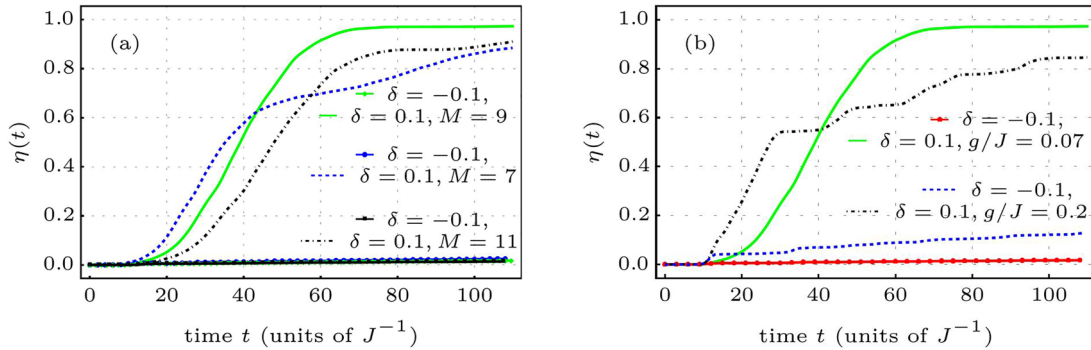 (a)
1.0
0.8
0.6
0.4
0.2
0.0
η(t)
δ = −0.1,
δ = 0.1, M = 9
δ = −0.1,
δ = 0.1, M = 7
δ = −0.1,
δ = 0.1, M = 11
0 20 40 60 80 100
time t (units of J⁻¹)
(b)
1.0
0.8
0.6
0.4
0.2
0.0
η(t)
δ = −0.1,
δ = 0.1, g/J = 0.07
δ = −0.1,
δ = 0.1, g/J = 0.2
0 20 40 60 80 100
time t (units of J⁻¹)